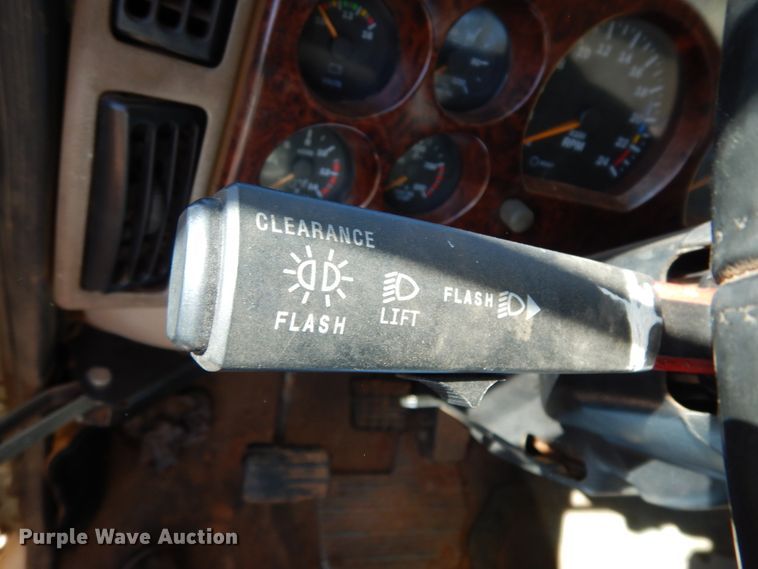 CLEARANCE
FLASH
LIFT
FLASH
RPM
Purple Wave Auction